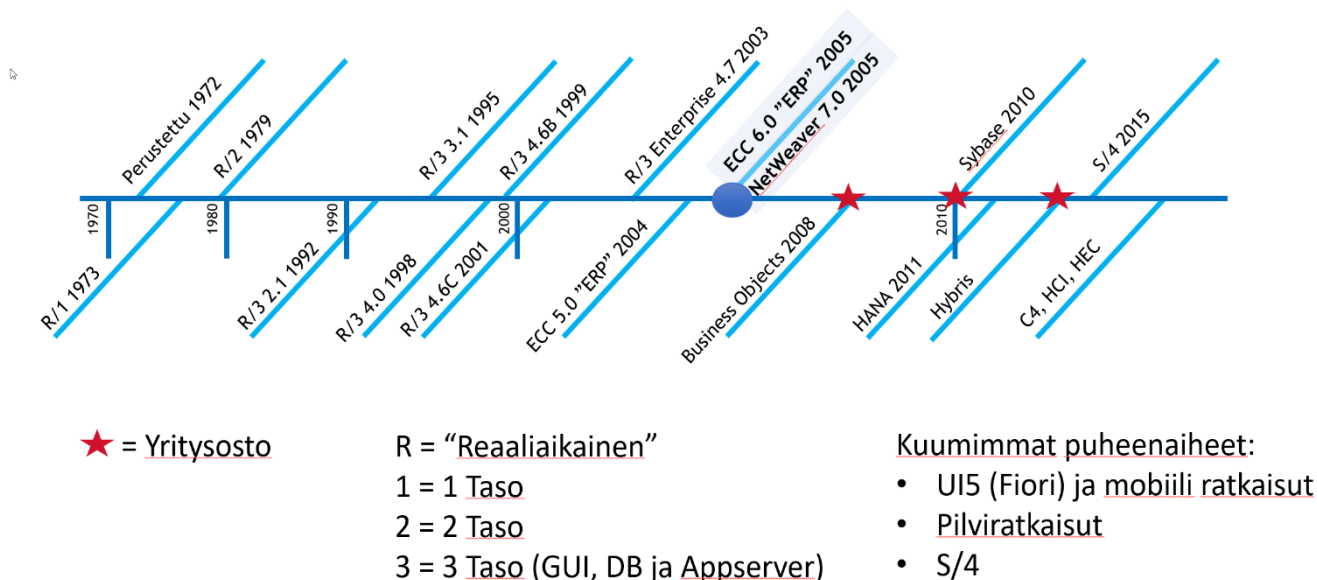 Perustettu 1972
R/2 1979
R/3 3.1 1995
R/3 4.6B 1999
R/3 Enterprise 4.7 2003
ECC 6.0 ”ERP” 2005
NetWeaver 7.0 2005
Sybase 2010
S/4 2015
1970
1980
1990
2000
2010
R/1 1973
R/3 2.1 1992
R/3 4.0 1998
R/3 4.6C 2001
ECC 5.0 ”ERP” 2004
Business Objects 2008
HANA 2011
Hybris
C4, HCI, HEC
= Yritysosto
R = “Reaaliaikainen”
1 = 1 Taso
2 = 2 Taso
3 = 3 Taso (GUI, DB ja Appserver)
Kuumimmat puheenaiheet:
• UI5 (Fiori) ja mobiili ratkaisut
• Pilviratkaisut
• S/4